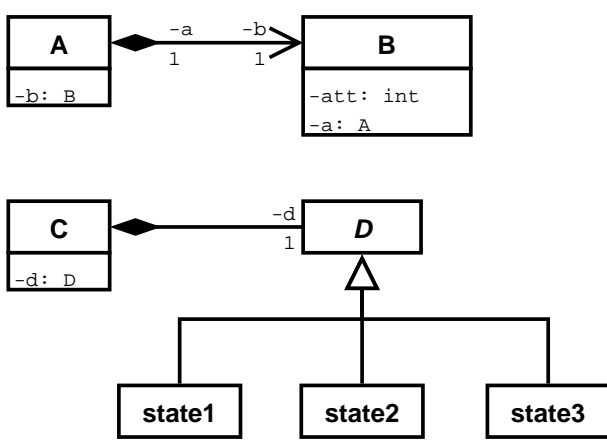 A
-a
-b
B
1
1
-b: B
-att: int
-a: A
C
-d
D
1
-d: D
state1
state2
state3